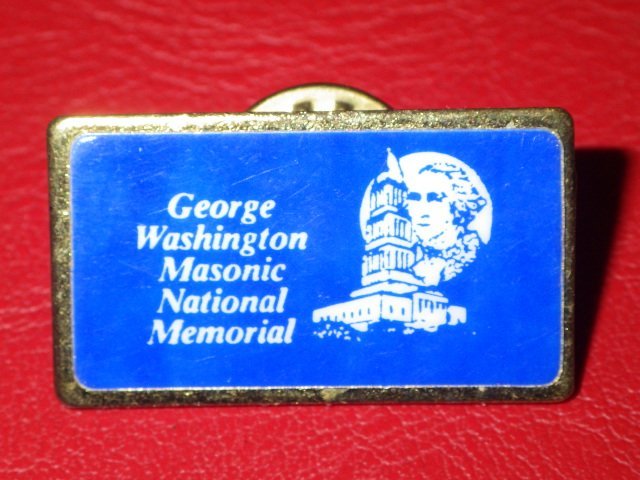 George
Washington
Masonic
National
Memorial